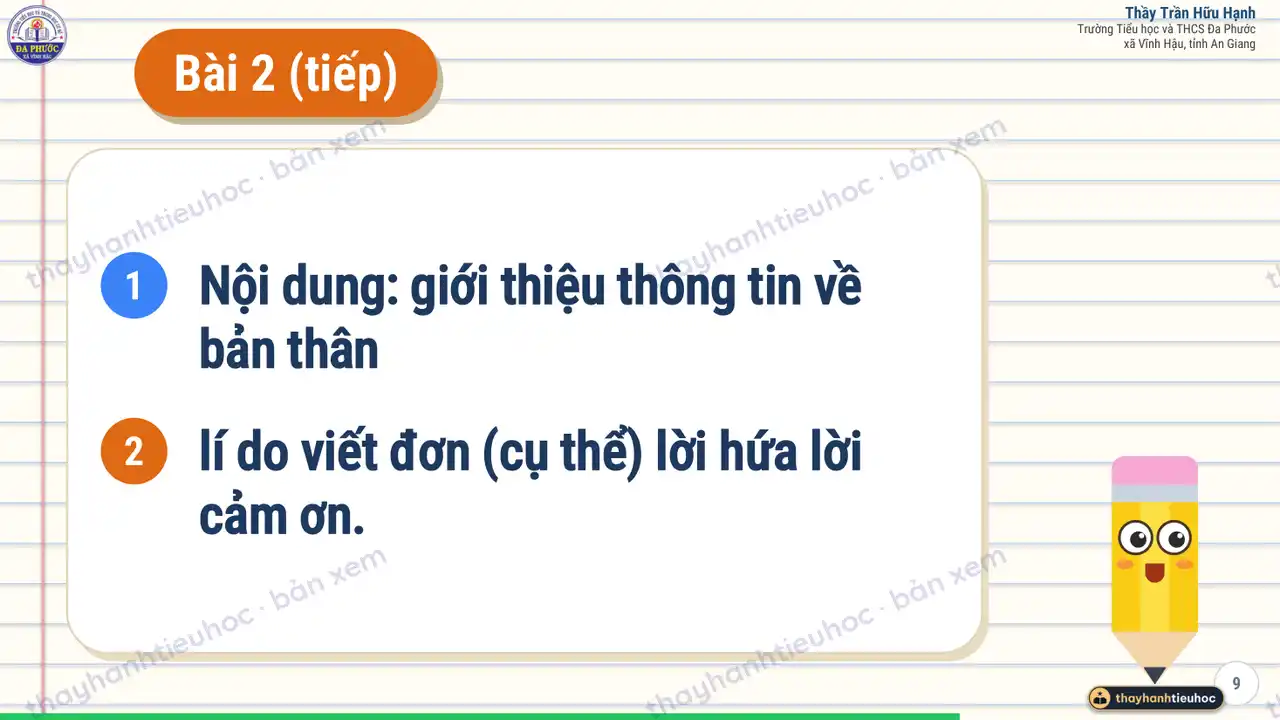 Thầy Trần Hữu Hạnh
Trường Tiểu học và THCS Đa Phước
xã Vĩnh Hậu, tỉnh An Giang
ĐA PHƯỚC
XÃ VĨNH HẬU
Bài 2 (tiếp)
1
Nội dung: giới thiệu thông tin về
bản thân
2
lí do viết đơn (cụ thể) lời hứa lời
cảm ơn.
thayhanhtieuhoc · bản xem
thayhanhtieuhoc · bản xem
thayhanhtieuhoc · bản xem
thayhanhtieuhoc · bản xem
thayhanhtieuhoc
9